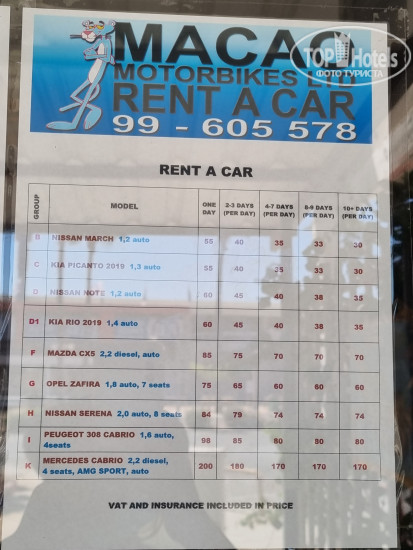 MACAO
MOTORBIKES LTD
RENT A CAR
99 - 605 578
TopHotels
ФОТО ТУРИСТА
RENT A CAR
GROUP MODEL ONE DAY 2-3 DAYS (PER DAY) 4-7 DAYS (PER DAY) 8-9 DAYS (PER DAY) 10+ DAYS (PER DAY)
B NISSAN MARCH 1,2 auto 55 40 35 33 30
C KIA PICANTO 2019 1,3 auto 55 40 35 33 30
D NISSAN NOTE 1,2 auto 60 45 40 38 35
D1 KIA RIO 2019 1,4 auto 60 45 40 38 38
F MAZDA CX5 2,2 diesel, auto 85 75 70 70 70
G OPEL ZAFIRA 1,8 auto, 7 seats 75 65 60 60 60
H NISSAN SERENA 2,0 auto, 8 seats 84 79 74 74 74
I PEUGEOT 308 CABRIO 1,6 auto, 98 85 80 80 80
4seats
K MERCEDES CABRIO 2,2 diesel, 200 180 170 170 170
4 seats, AMG SPORT, auto
VAT AND INSURANCE INCLUDED IN PRICE